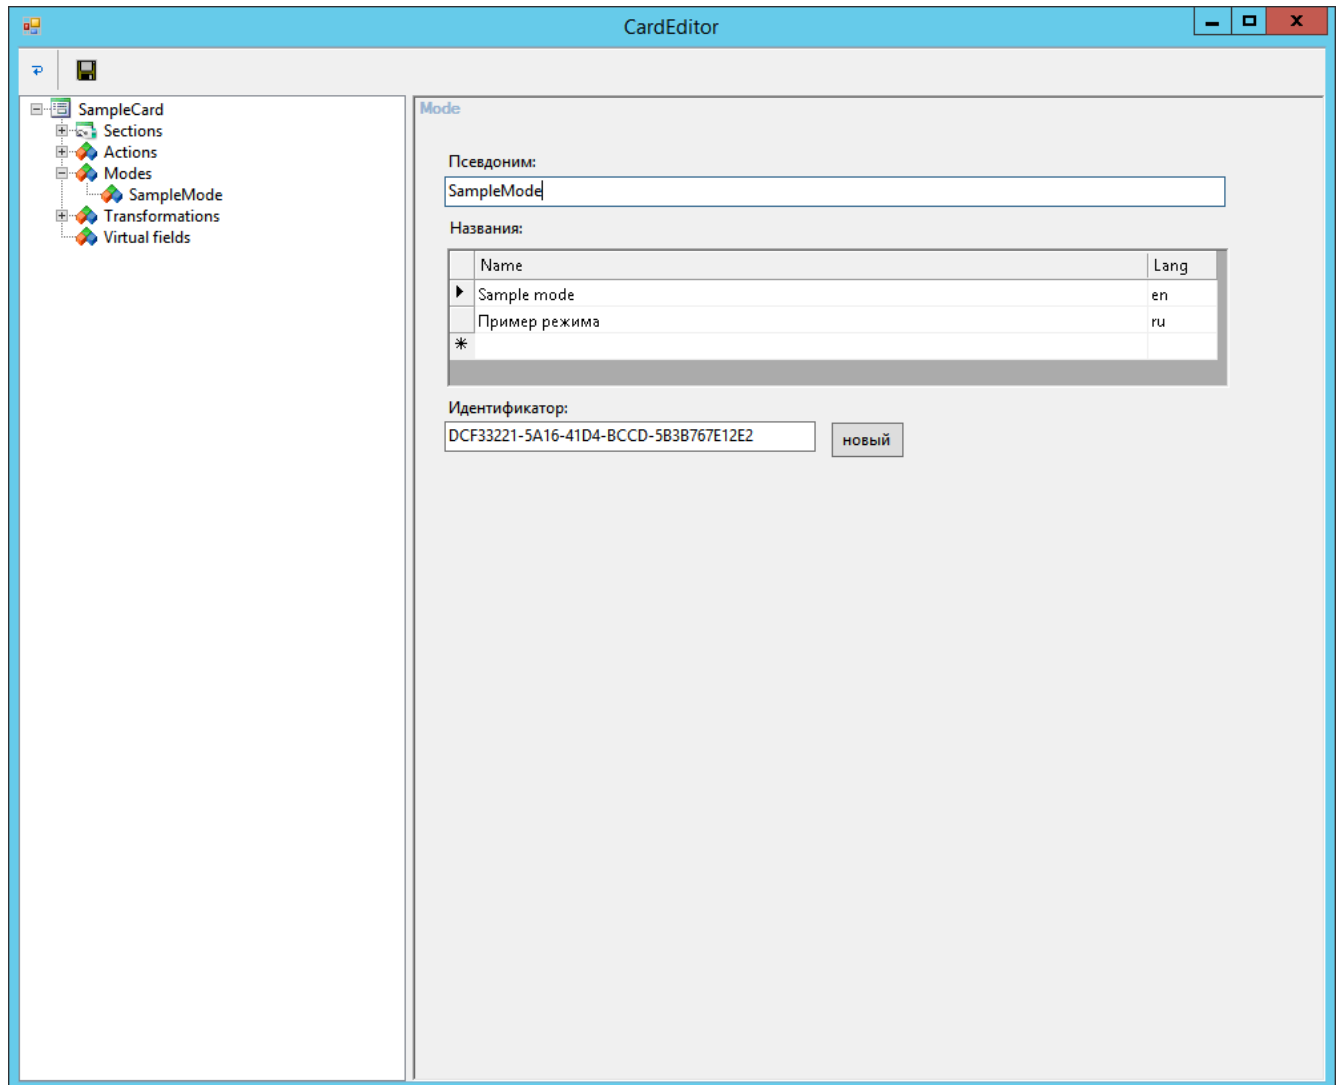 CardEditor
SampleCard
Sections
Actions
Modes
SampleMode
Transformations
Virtual fields
Mode
Псевдоним:
SampleMode
Названия:
Name Lang
Sample mode en
Пример режима ru
Идентификатор:
DCF33221-5A16-41D4-BCCD-5B3B767E12E2 новый